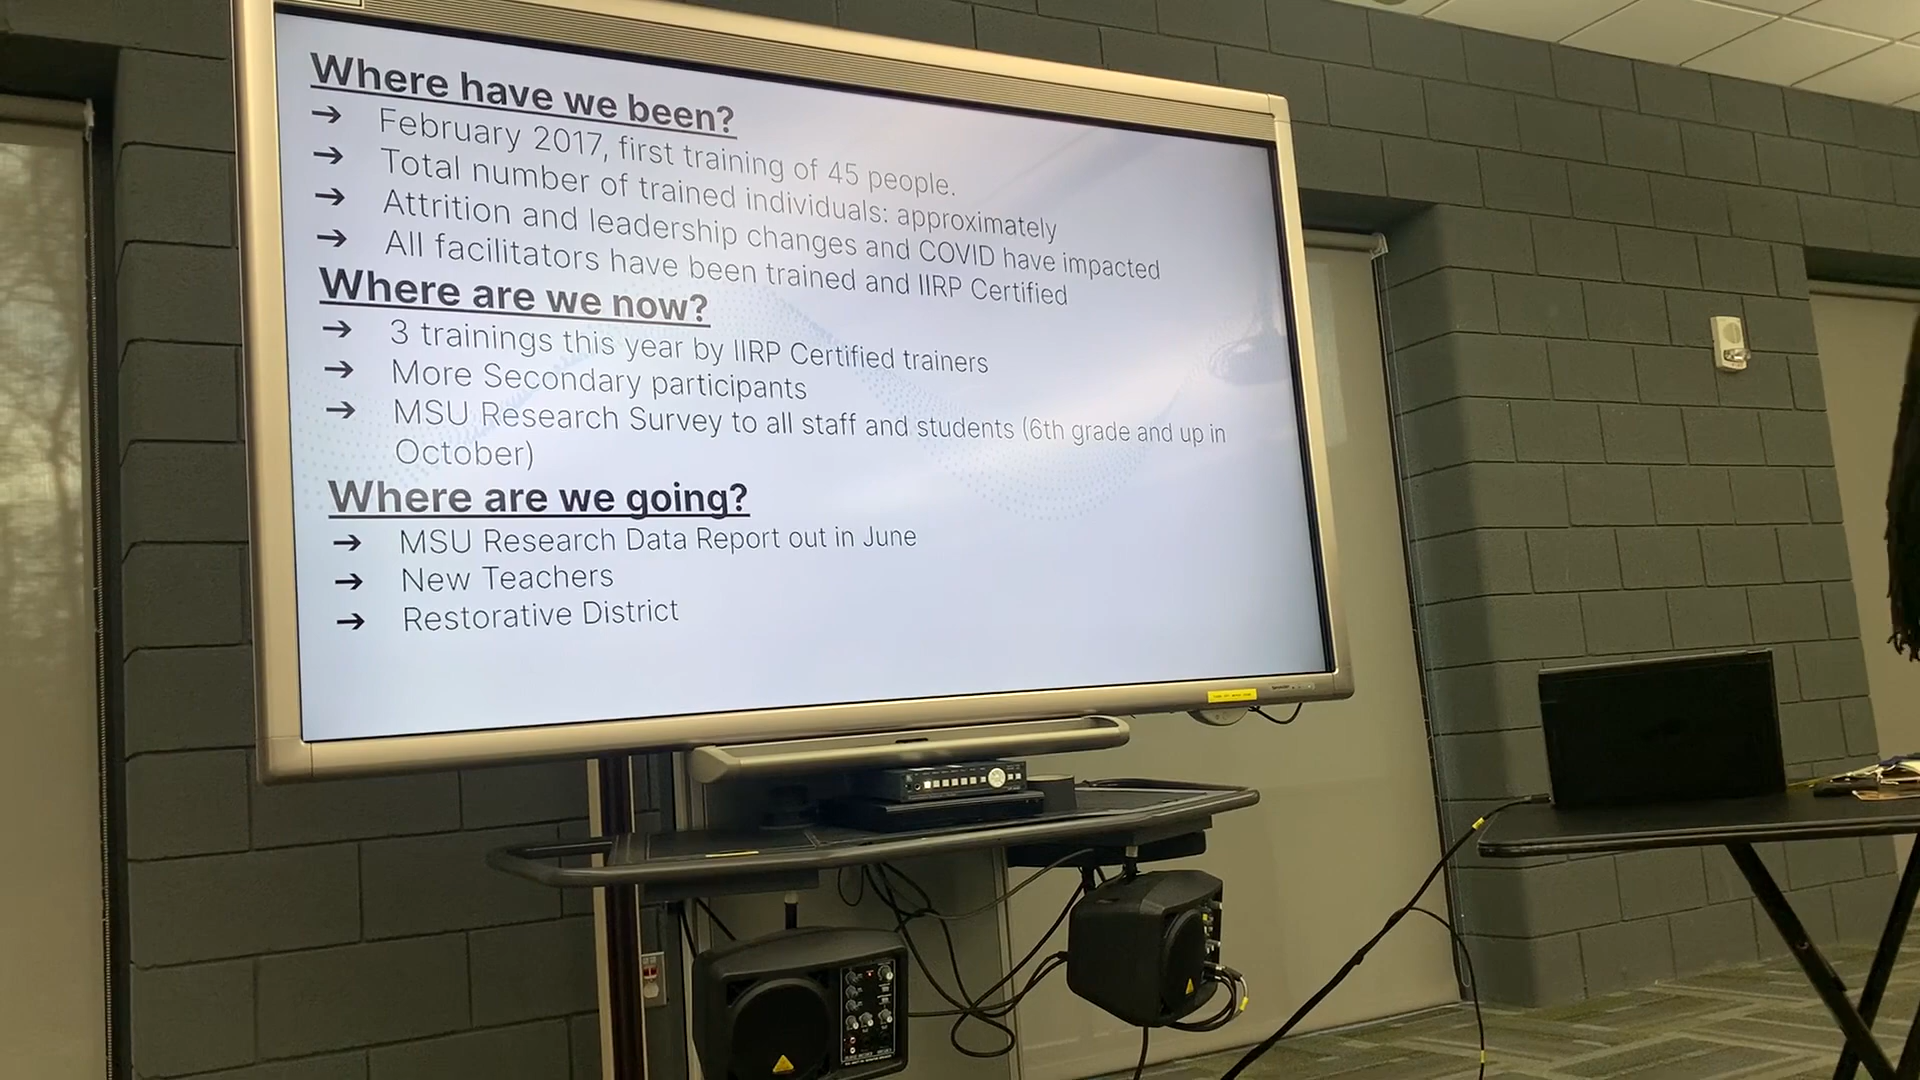 Where have we been?
➔ February 2017, first training of 45 people.
➔ Total number of trained individuals: approximately
➔ Attrition and leadership changes and COVID have impacted
➔ All facilitators have been trained and IIRP Certified
Where are we now?
➔ 3 trainings this year by IIRP Certified trainers
➔ More Secondary participants
➔ MSU Research Survey to all staff and students (6th grade and up in
October)
Where are we going?
➔ MSU Research Data Report out in June
➔ New Teachers
➔ Restorative District